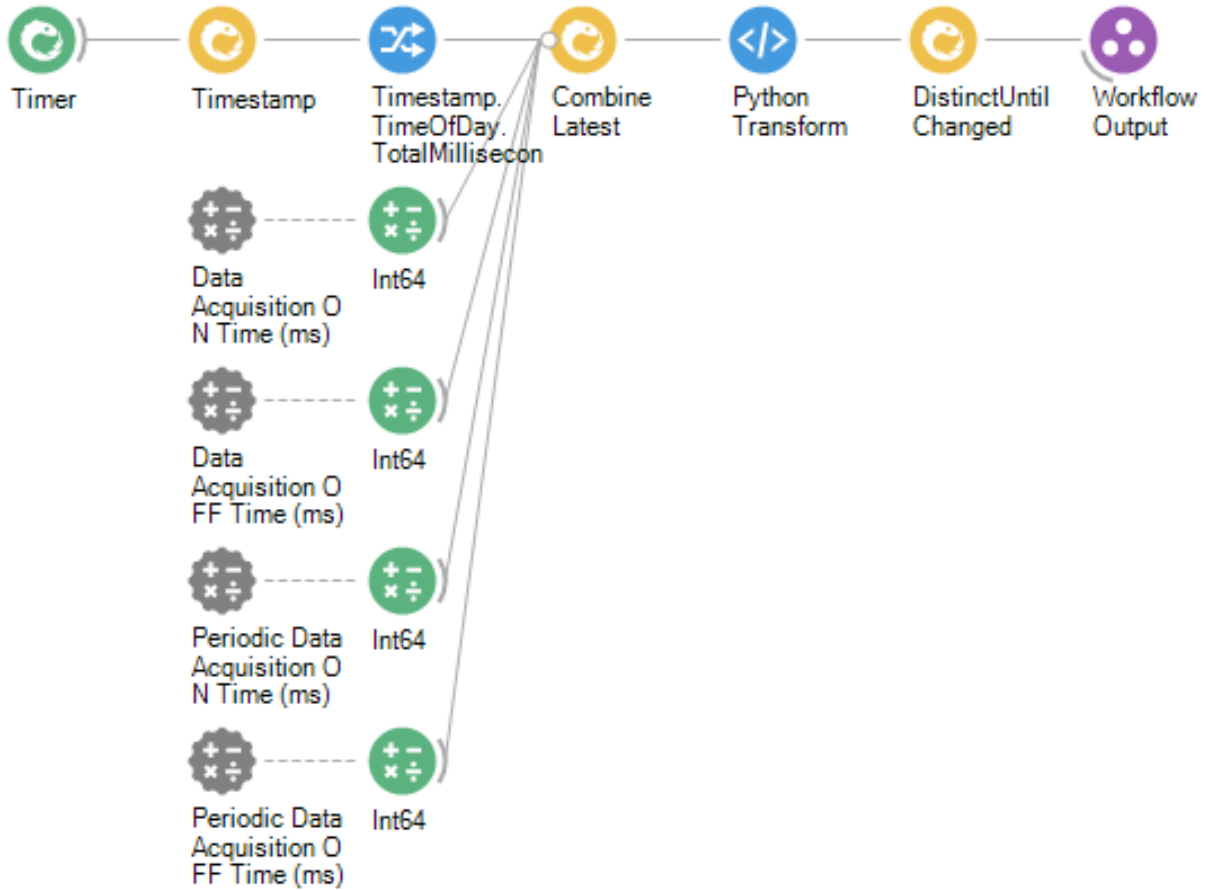 Timer
Timestamp
Timestamp.
TimeOfDay.
TotalMillisecon
Combine
Latest
Python
Transform
DistinctUntil
Changed
Workflow
Output
Data
Acquisition O
N Time (ms)
Int64
Data
Acquisition O
FF Time (ms)
Int64
Periodic Data
Acquisition O
N Time (ms)
Int64
Periodic Data
Acquisition O
FF Time (ms)
Int64